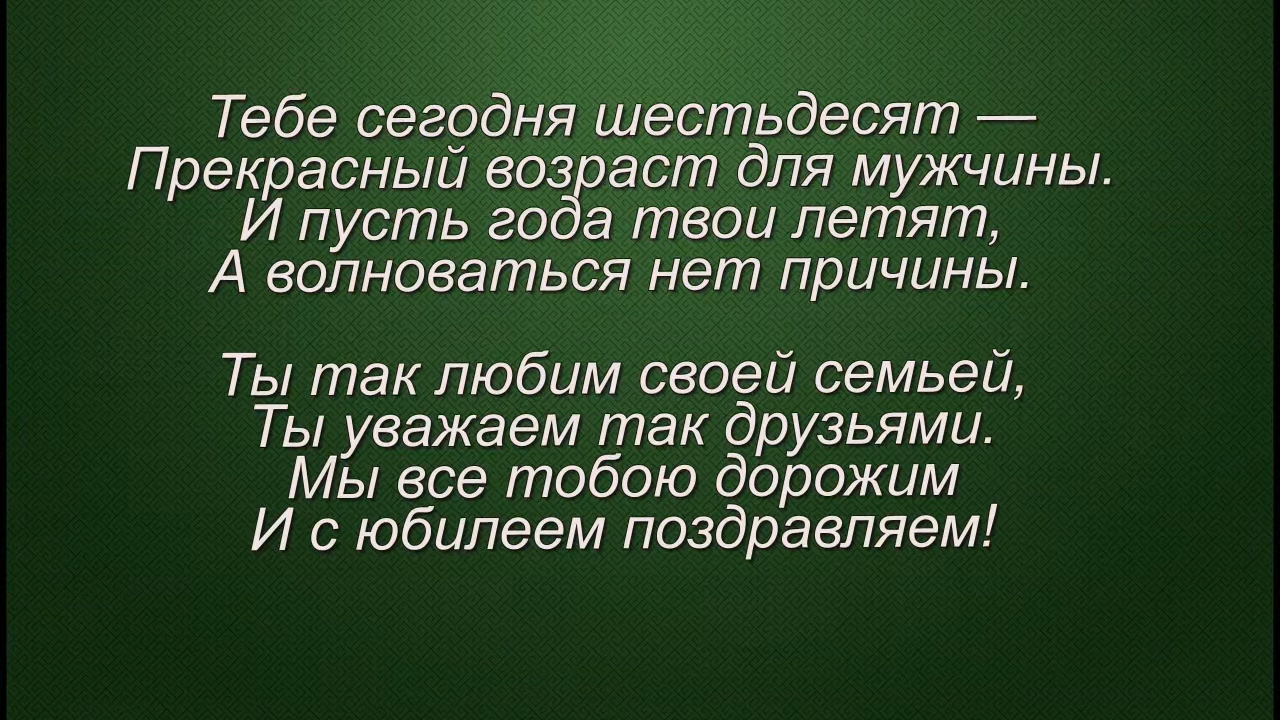 Тебе сегодня шестьдесят —
Прекрасный возраст для мужчины.
И пусть года твои летят,
А волноваться нет причины.
Ты так любим своей семьей,
Ты уважаем так друзьями.
Мы все тобою дорожим
И с юбилеем поздравляем!